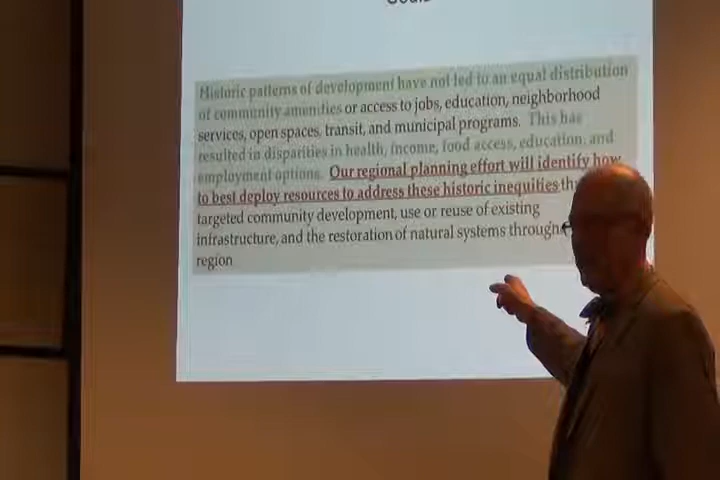 Goals
Historic patterns of development have not led to an equal distribution
of community amenities or access to jobs, education, neighborhood
services, open spaces, transit, and municipal programs. This has
resulted in disparities in health, income, food access, education, and
employment options. Our regional planning effort will identify how
to best deploy resources to address these historic inequities
targeted community development, use or reuse of existing
infrastructure, and the restoration of natural systems through
region